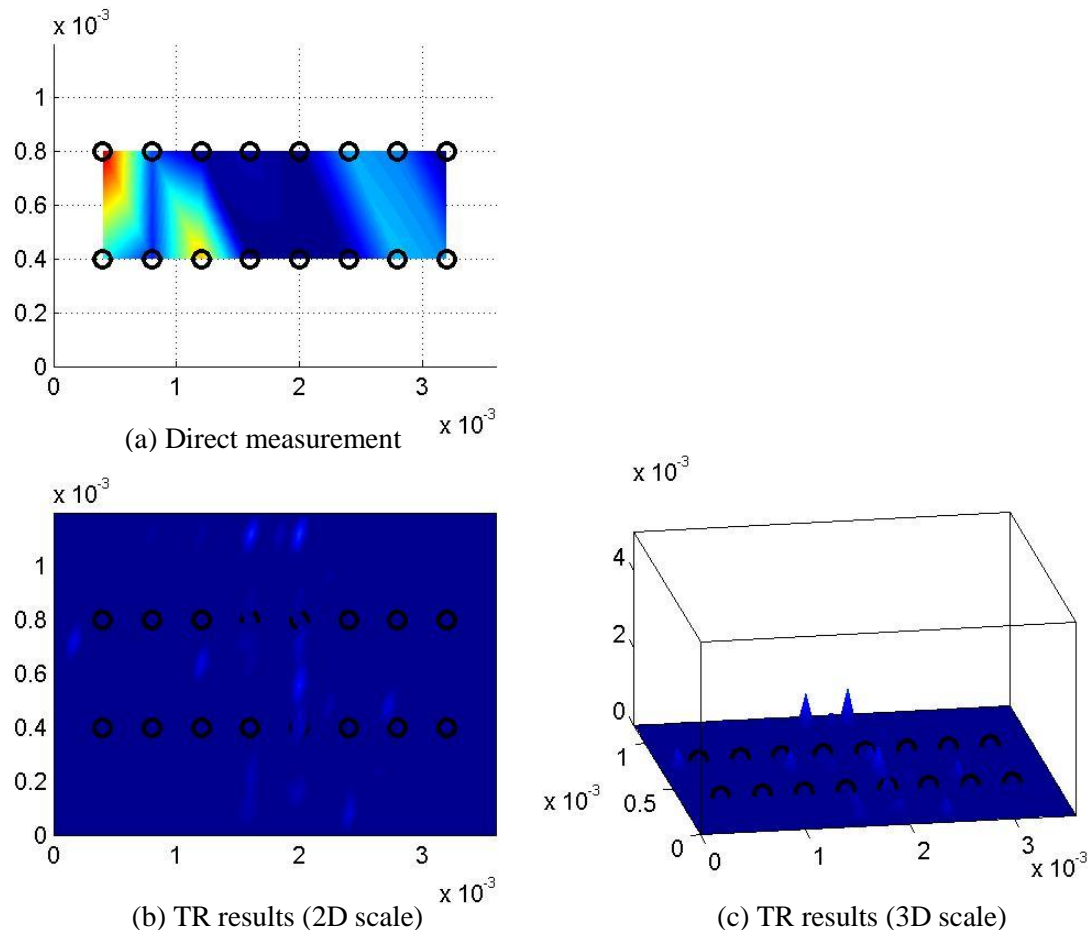 x 10-3
1
0.8
0.6
0.4
0.2
0
0 1 2 3
x 10-3
(a) Direct measurement
x 10-3
1
0.8
0.6
0.4
0.2
0
0 1 2 3
x 10-3
(b) TR results (2D scale)
x 10-3
4
2
0
1
0.5
0
x 10-3
0 1 2 3
x 10-3
(c) TR results (3D scale)